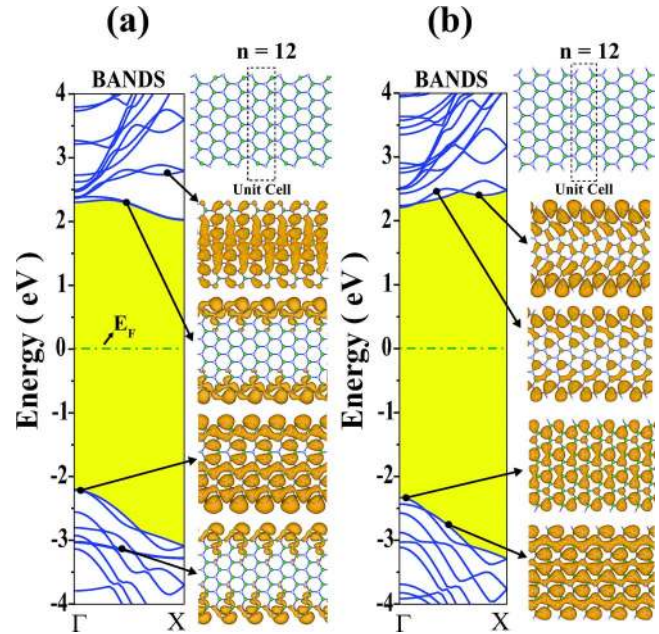 (a)
n = 12
BANDS
Energy ( eV )
4
3
2
1
0
-1
-2
-3
-4
E_F
Unit Cell
Γ
X
(b)
n = 12
BANDS
Energy ( eV )
4
3
2
1
0
-1
-2
-3
-4
Unit Cell
Γ
X